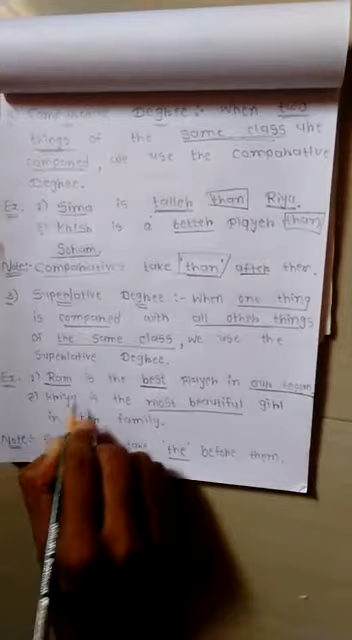 Comparative Degree :- When two
things of the same class are
compared, we use the comparative
Degree.
Ex. 1) Sima is taller than Riya.
2) Krish is a better player than
Soham.
Note:- Comparatives take 'than' after them.
3) Superlative Degree :- When one thing
is compared with all other things
of the same class, we use the
Superlative Degree.
Ex. 1) Ram is the best player in our team.
2) is the most beautiful girl
in the family.
Note:- take 'the' before them.